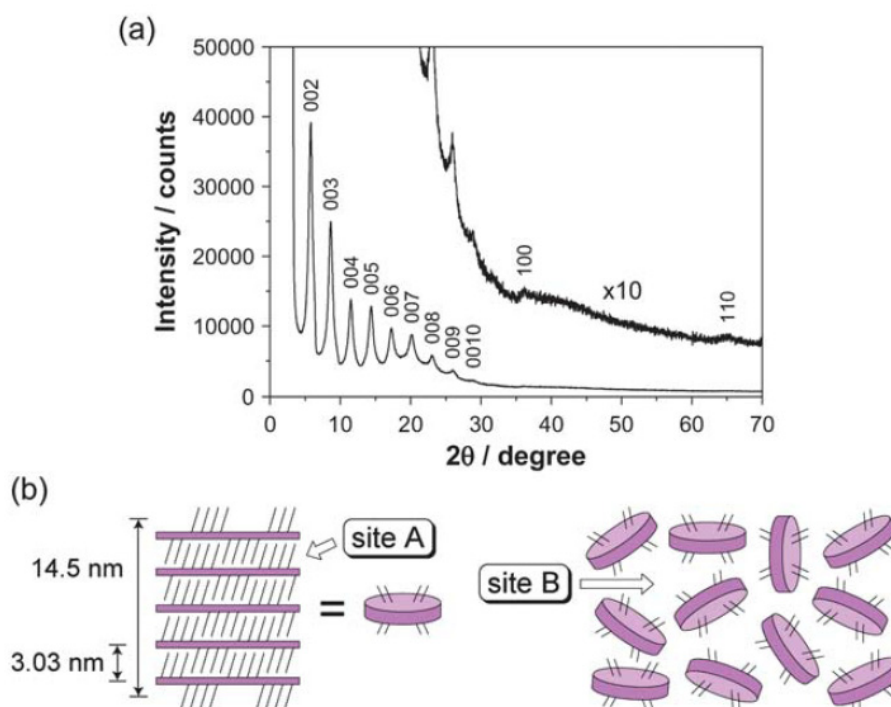 (a)
50000
40000
30000
20000
10000
0
Intensity / counts
002
003
004
005
006
007
008
009
0010
100
x10
110
0 10 20 30 40 50 60 70
2θ / degree
(b)
14.5 nm
3.03 nm
site A
=
site B